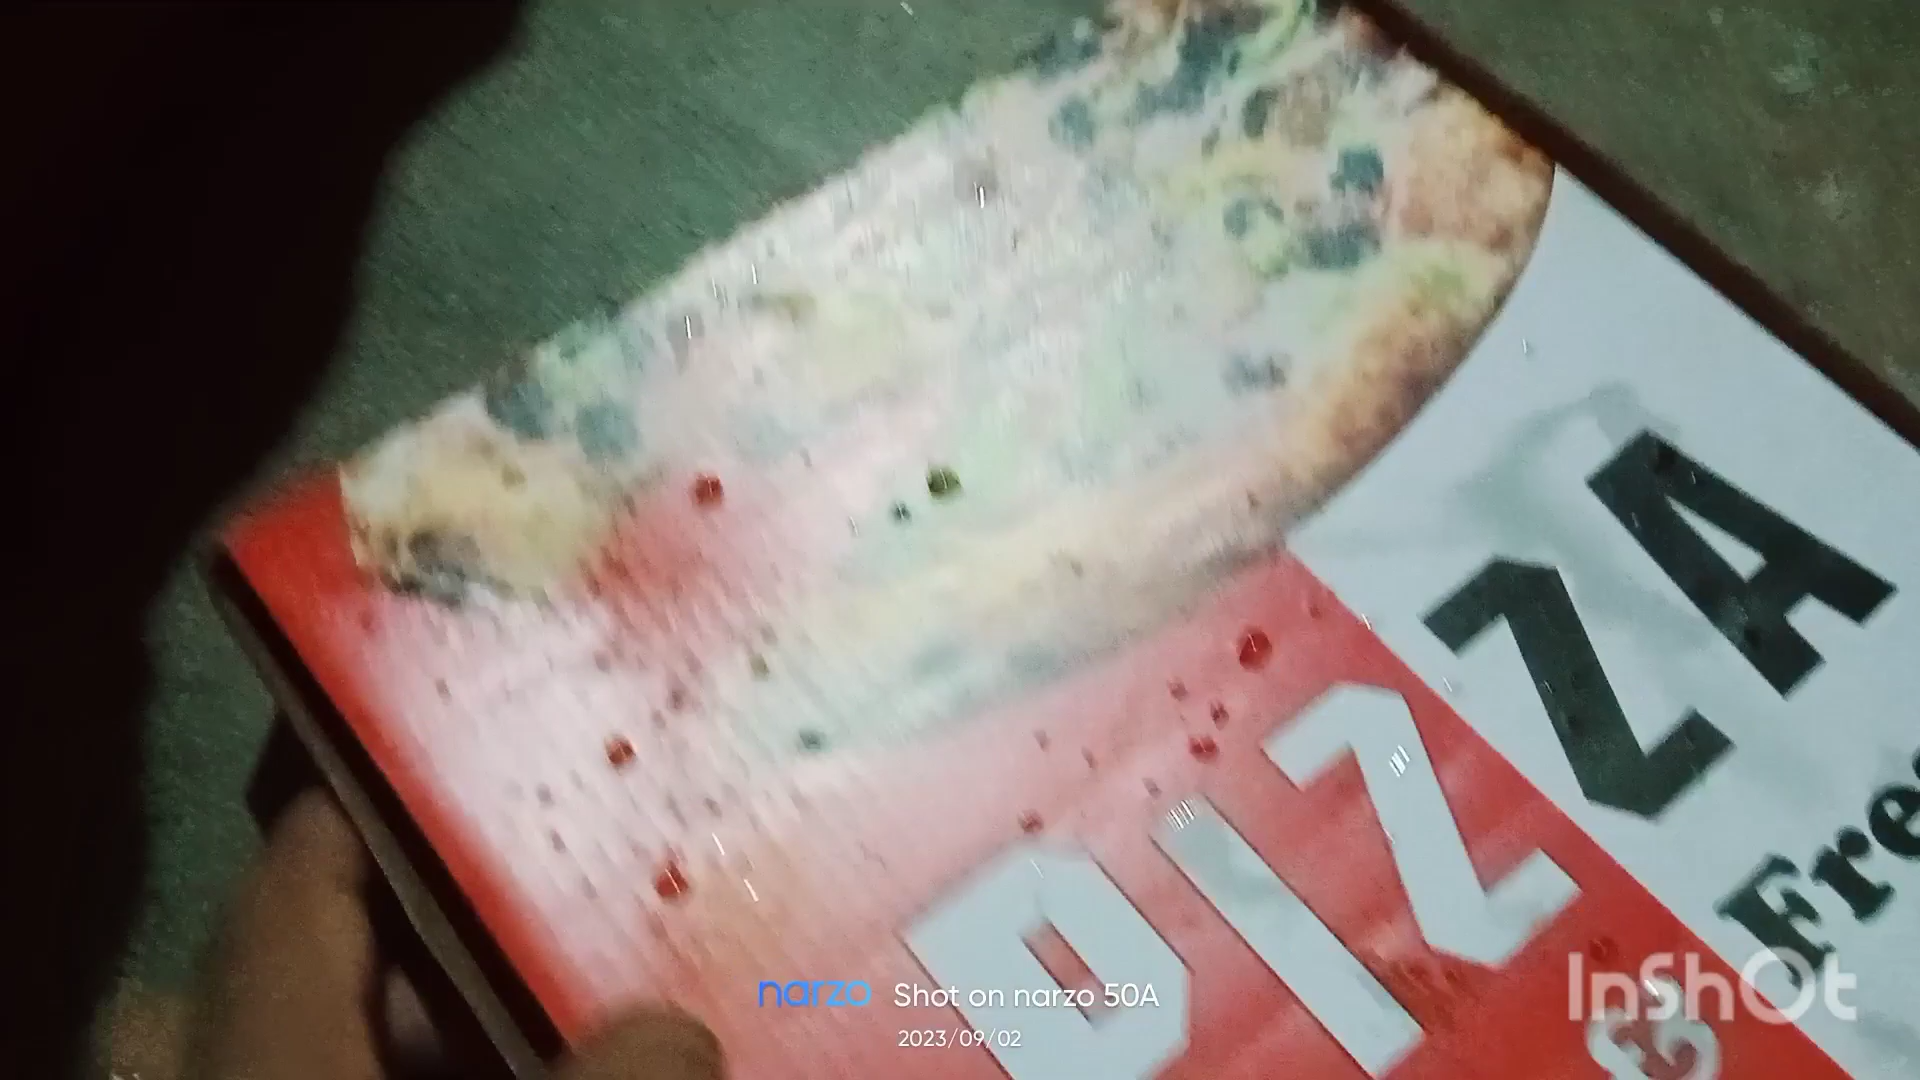 PIZZA
Fre
&
narzo Shot on narzo 50A
2023/09/02
InShOt